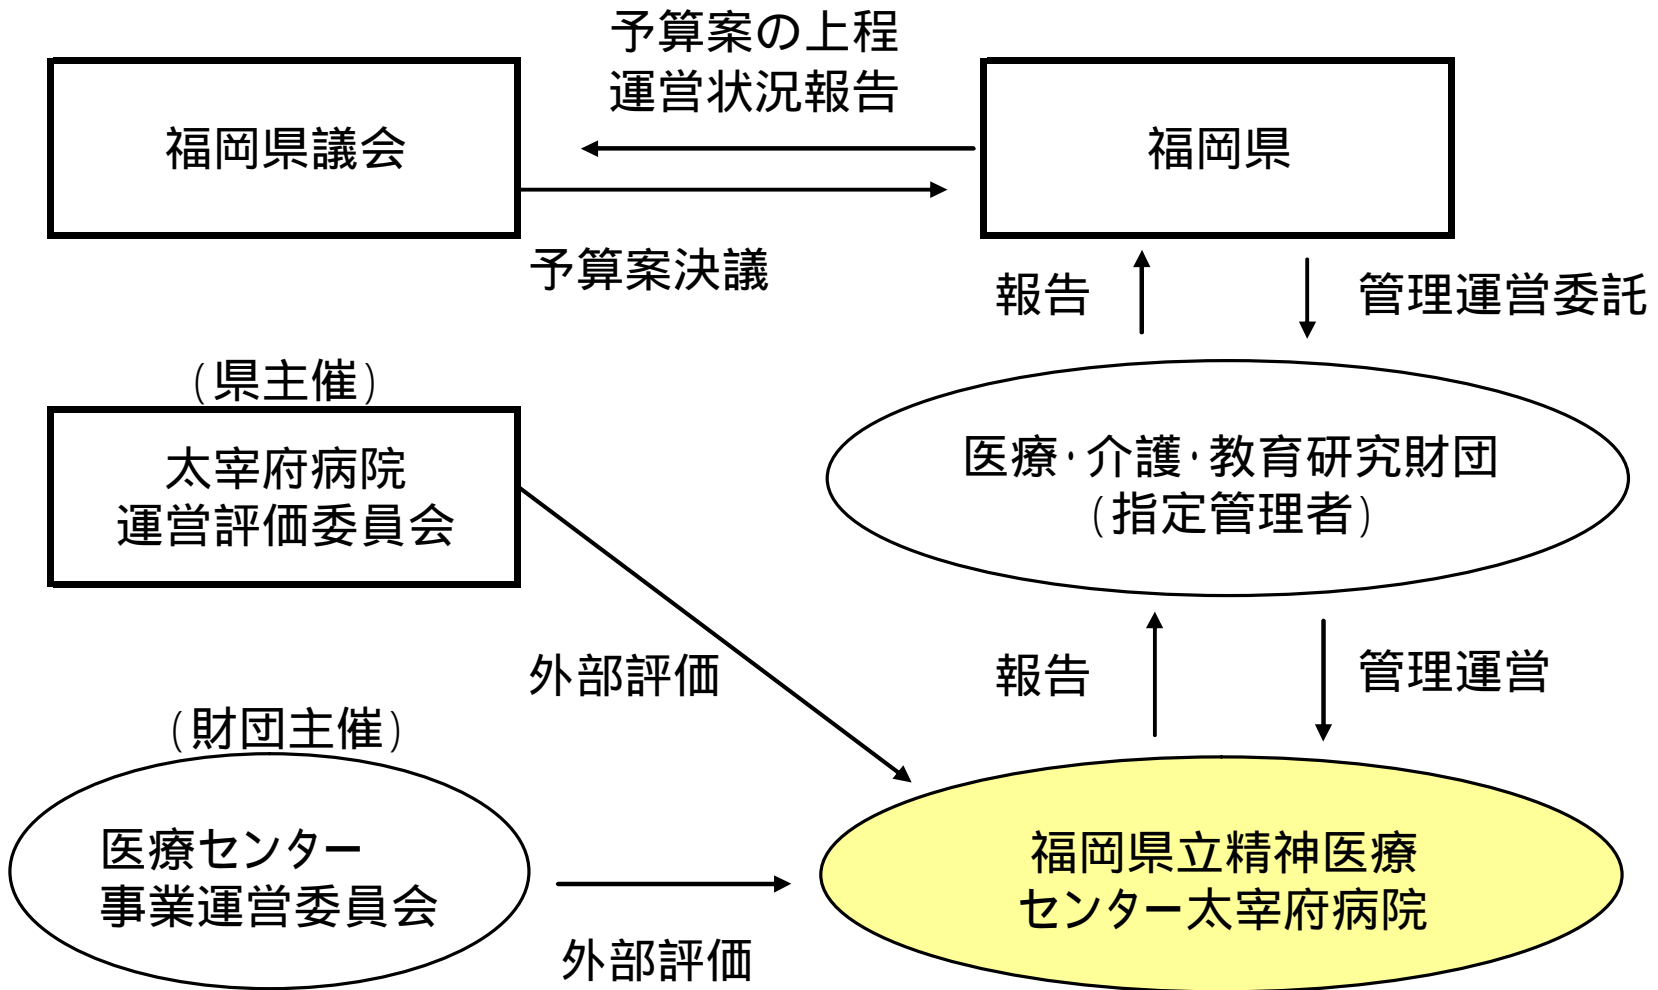 予算案の上程
運営状況報告
福岡県議会
福岡県
予算案決議
報告
管理運営委託
(県主催)
太宰府病院
運営評価委員会
医療・介護・教育研究財団
(指定管理者)
外部評価
報告
管理運営
(財団主催)
医療センター
事業運営委員会
福岡県立精神医療
センター太宰府病院
外部評価